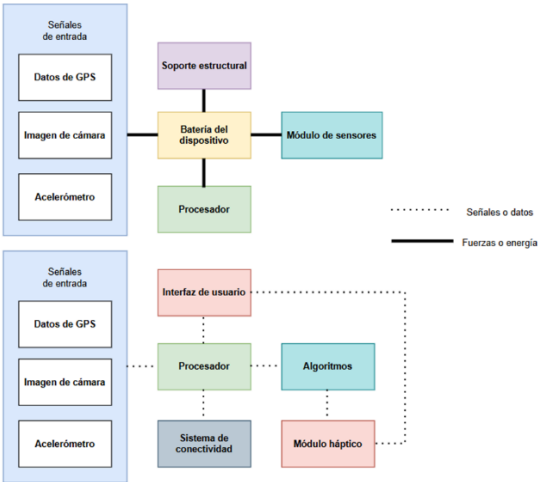 Señales
de entrada
Datos de GPS
Imagen de cámara
Acelerómetro
Soporte estructural
Batería del
dispositivo
Módulo de sensores
Procesador
Señales o datos
Fuerzas o energía
Señales
de entrada
Datos de GPS
Imagen de cámara
Acelerómetro
Interfaz de usuario
Procesador
Algoritmos
Sistema de
conectividad
Módulo háptico